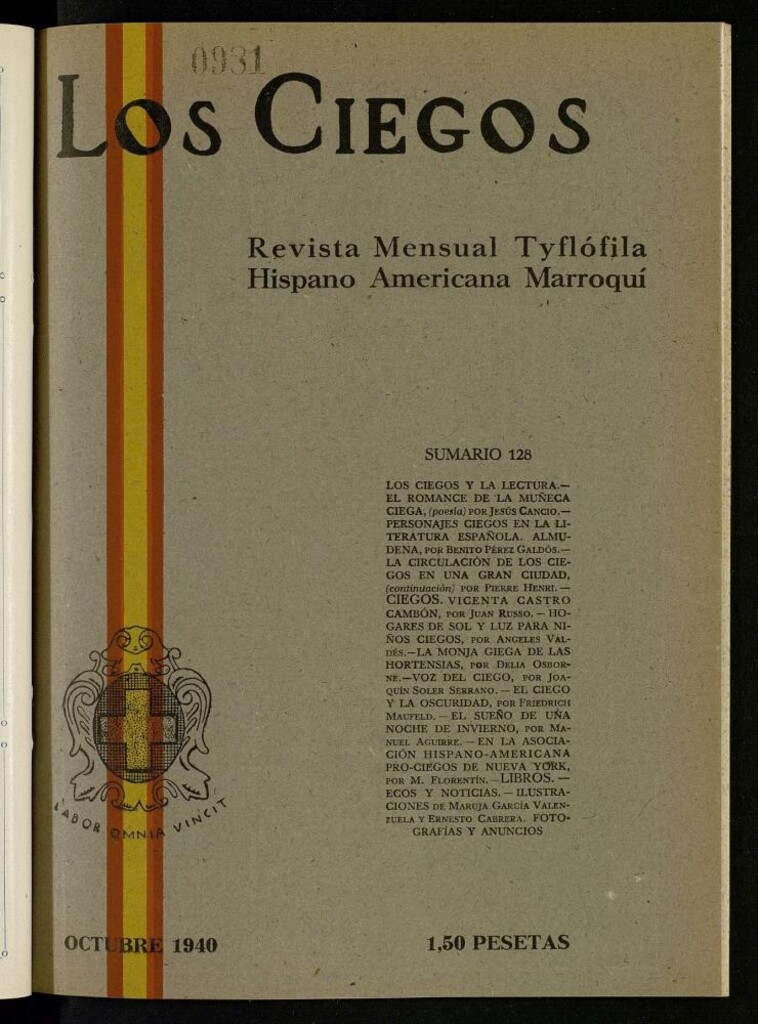 0931
LOS CIEGOS
Revista Mensual Tyflófila
Hispano Americana Marroquí
SUMARIO 128
LOS CIEGOS Y LA LECTURA.—
EL ROMANCE DE LA MUÑECA
CIEGA, (poesía) POR JESÚS CANCIO.—
PERSONAJES CIEGOS EN LA LI-
TERATURA ESPAÑOLA. ALMU-
DENA, POR BENITO PÉREZ GALDÓS.—
LA CIRCULACIÓN DE LOS CIE-
GOS EN UNA GRAN CIUDAD,
(continuación) POR PIERRE HENRI.—
CIEGOS. VICENTA CASTRO
CAMBÓN, POR JUAN RUSSO. — HO-
GARES DE SOL Y LUZ PARA NI-
ÑOS CIEGOS, POR ANGELES VAL-
DÉS.—LA MONJA GIEGA DE LAS
HORTENSIAS, POR DELIA OSBOR-
NE.—VOZ DEL CIEGO, POR JOA-
QUÍN SOLER SERRANO. — EL CIEGO
Y LA OSCURIDAD, POR FRIEDRICH
MAUFELD. — EL SUEÑO DE UÑA
NOCHE DE INVIERNO, POR MA-
NUEL AGUIRRE. — EN LA ASOCIA-
CIÓN HISPANO-AMERICANA
PRO-CIEGOS DE NUEVA YORK,
POR M. FLORENTÍN. —LIBROS. —
ECOS Y NOTICIAS. — ILUSTRA-
CIONES DE MARUJA GARCÍA VALEN-
ZUELA Y ERNESTO CABRERA. FOTO-
GRAFÍAS Y ANUNCIOS
LABOR OMNIA VINCIT
OCTUBRE 1940
1,50 PESETAS